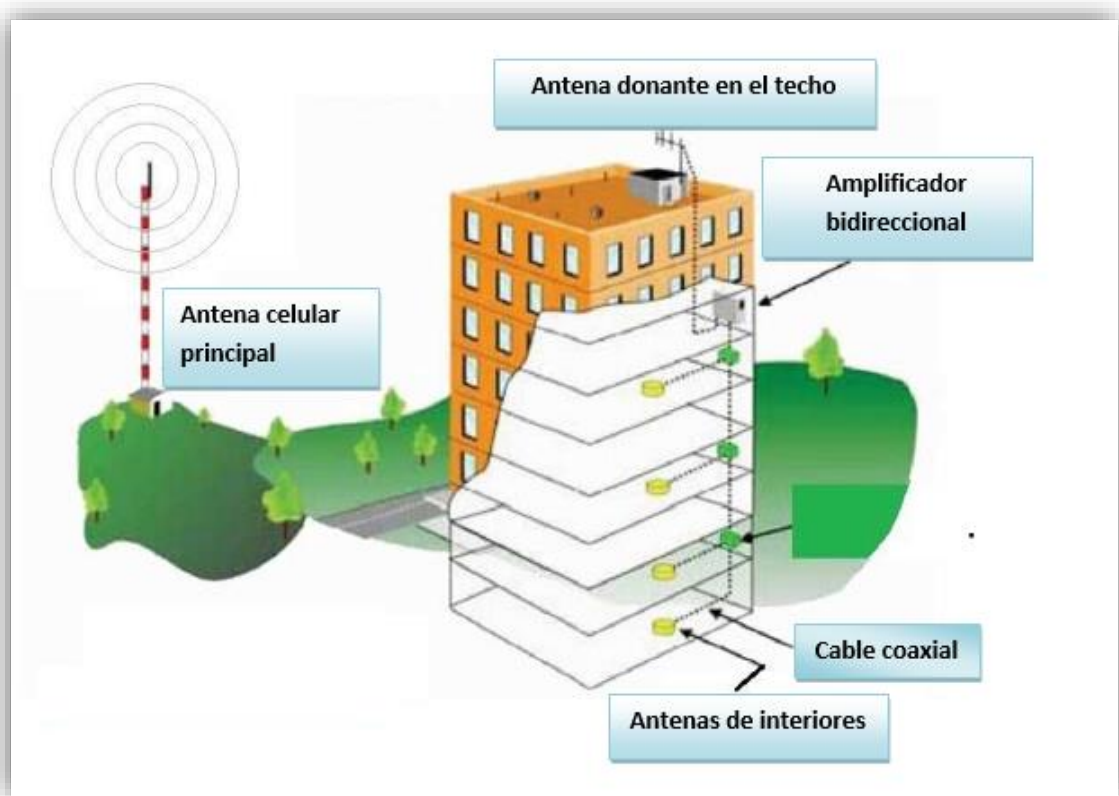 Antena donante en el techo
Amplificador
bidireccional
Antena celular
principal
Cable coaxial
Antenas de interiores